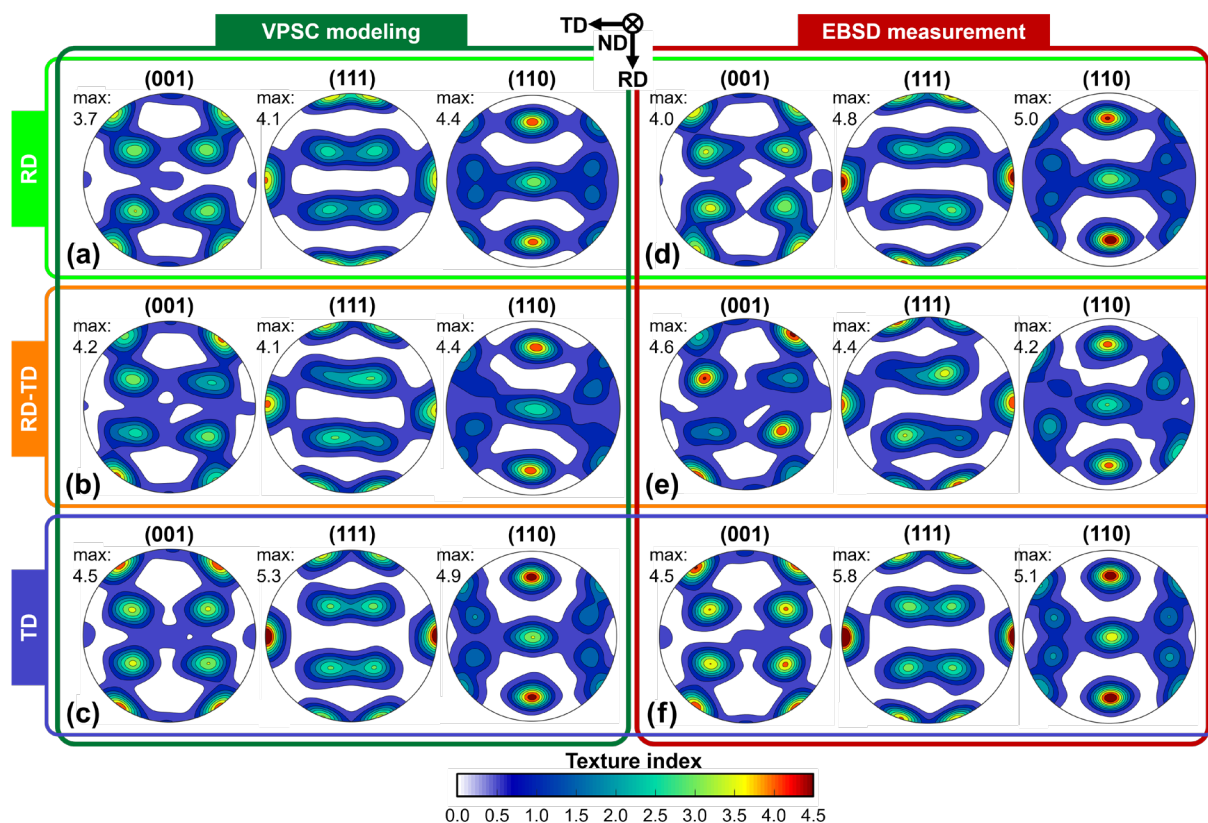 VPSC modeling
EBSD measurement
TD
ND
RD
RD
(001) (111) (110)
max: 3.7
max: 4.1
max: 4.4
(a)
(001) (111) (110)
max: 4.0
max: 4.8
max: 5.0
(d)
RD-TD
(001) (111) (110)
max: 4.2
max: 4.1
max: 4.4
(b)
(001) (111) (110)
max: 4.6
max: 4.4
max: 4.2
(e)
TD
(001) (111) (110)
max: 4.5
max: 5.3
max: 4.9
(c)
(001) (111) (110)
max: 4.5
max: 5.8
max: 5.1
(f)
Texture index
0.0 0.5 1.0 1.5 2.0 2.5 3.0 3.5 4.0 4.5